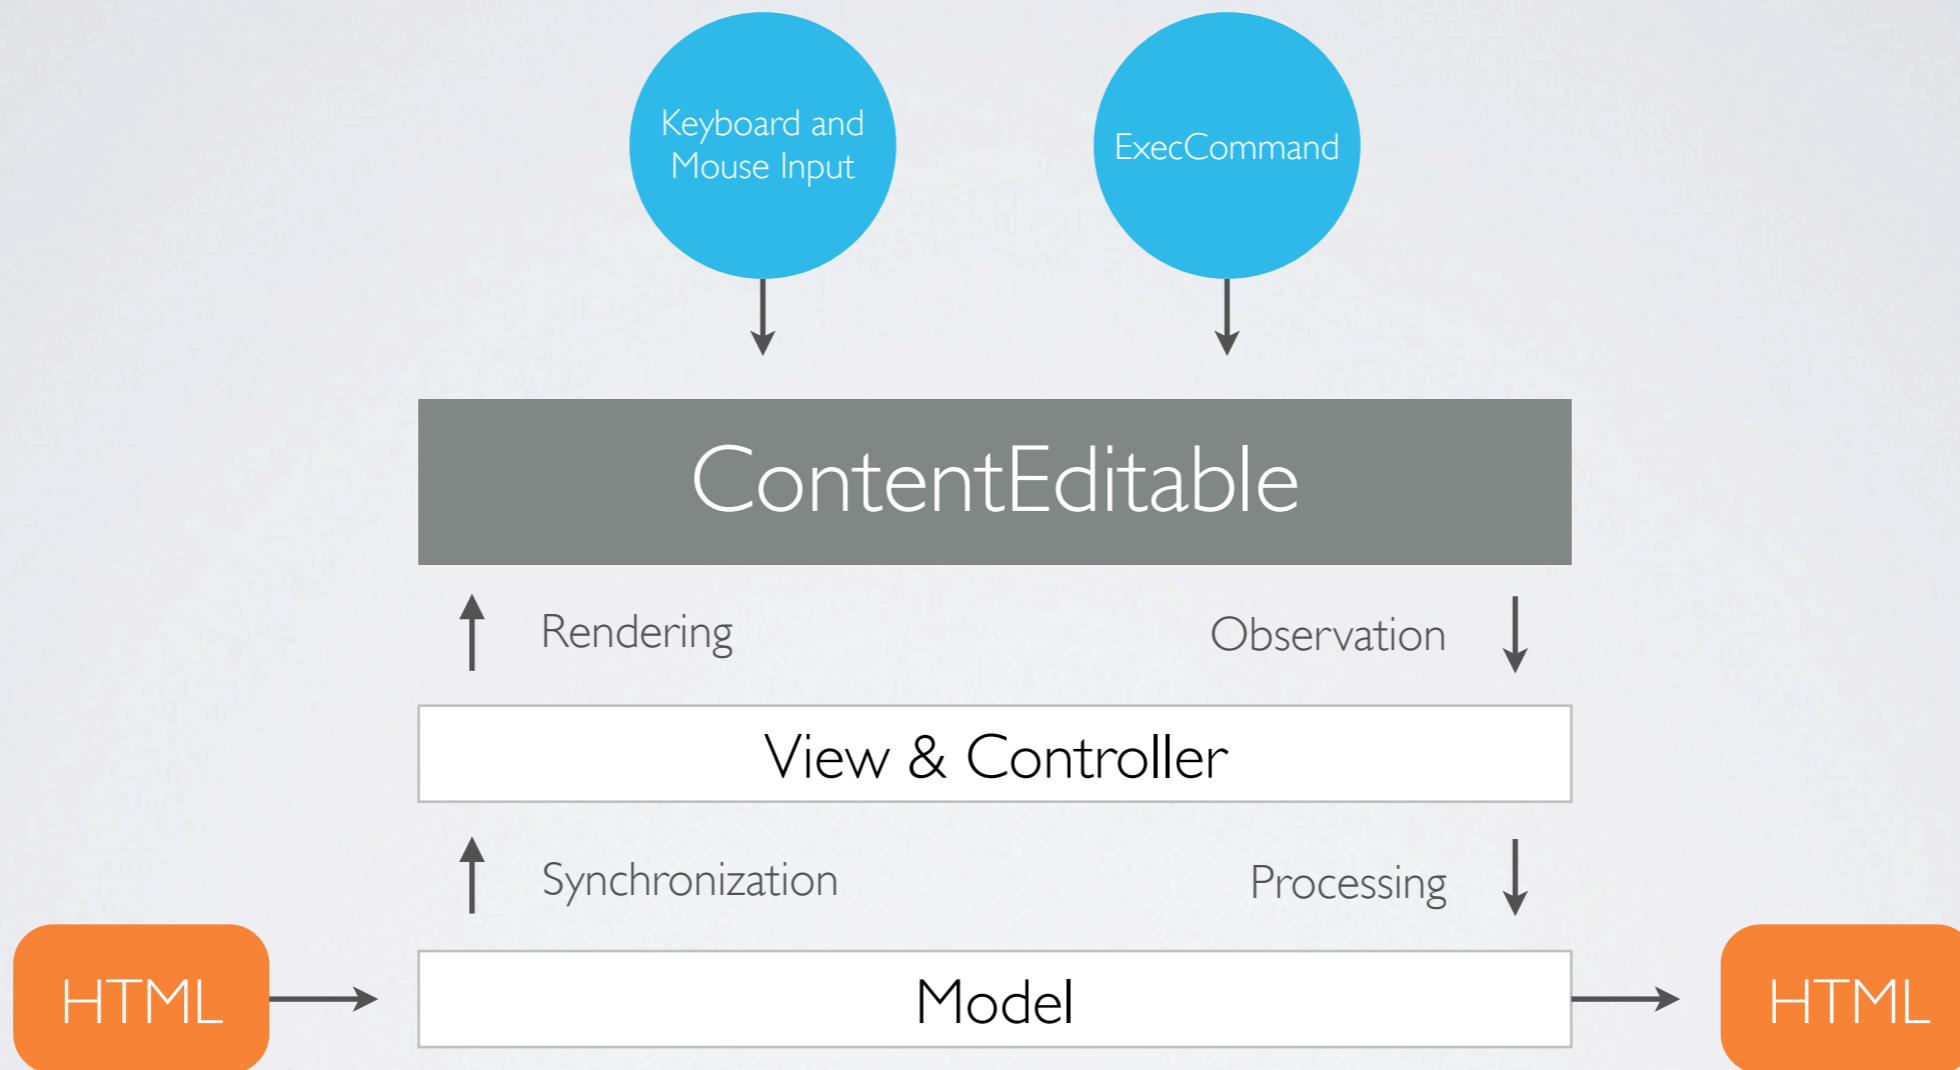 Keyboard and
Mouse Input
ExecCommand
ContentEditable
Rendering
Observation
View & Controller
Synchronization
Processing
HTML
Model
HTML